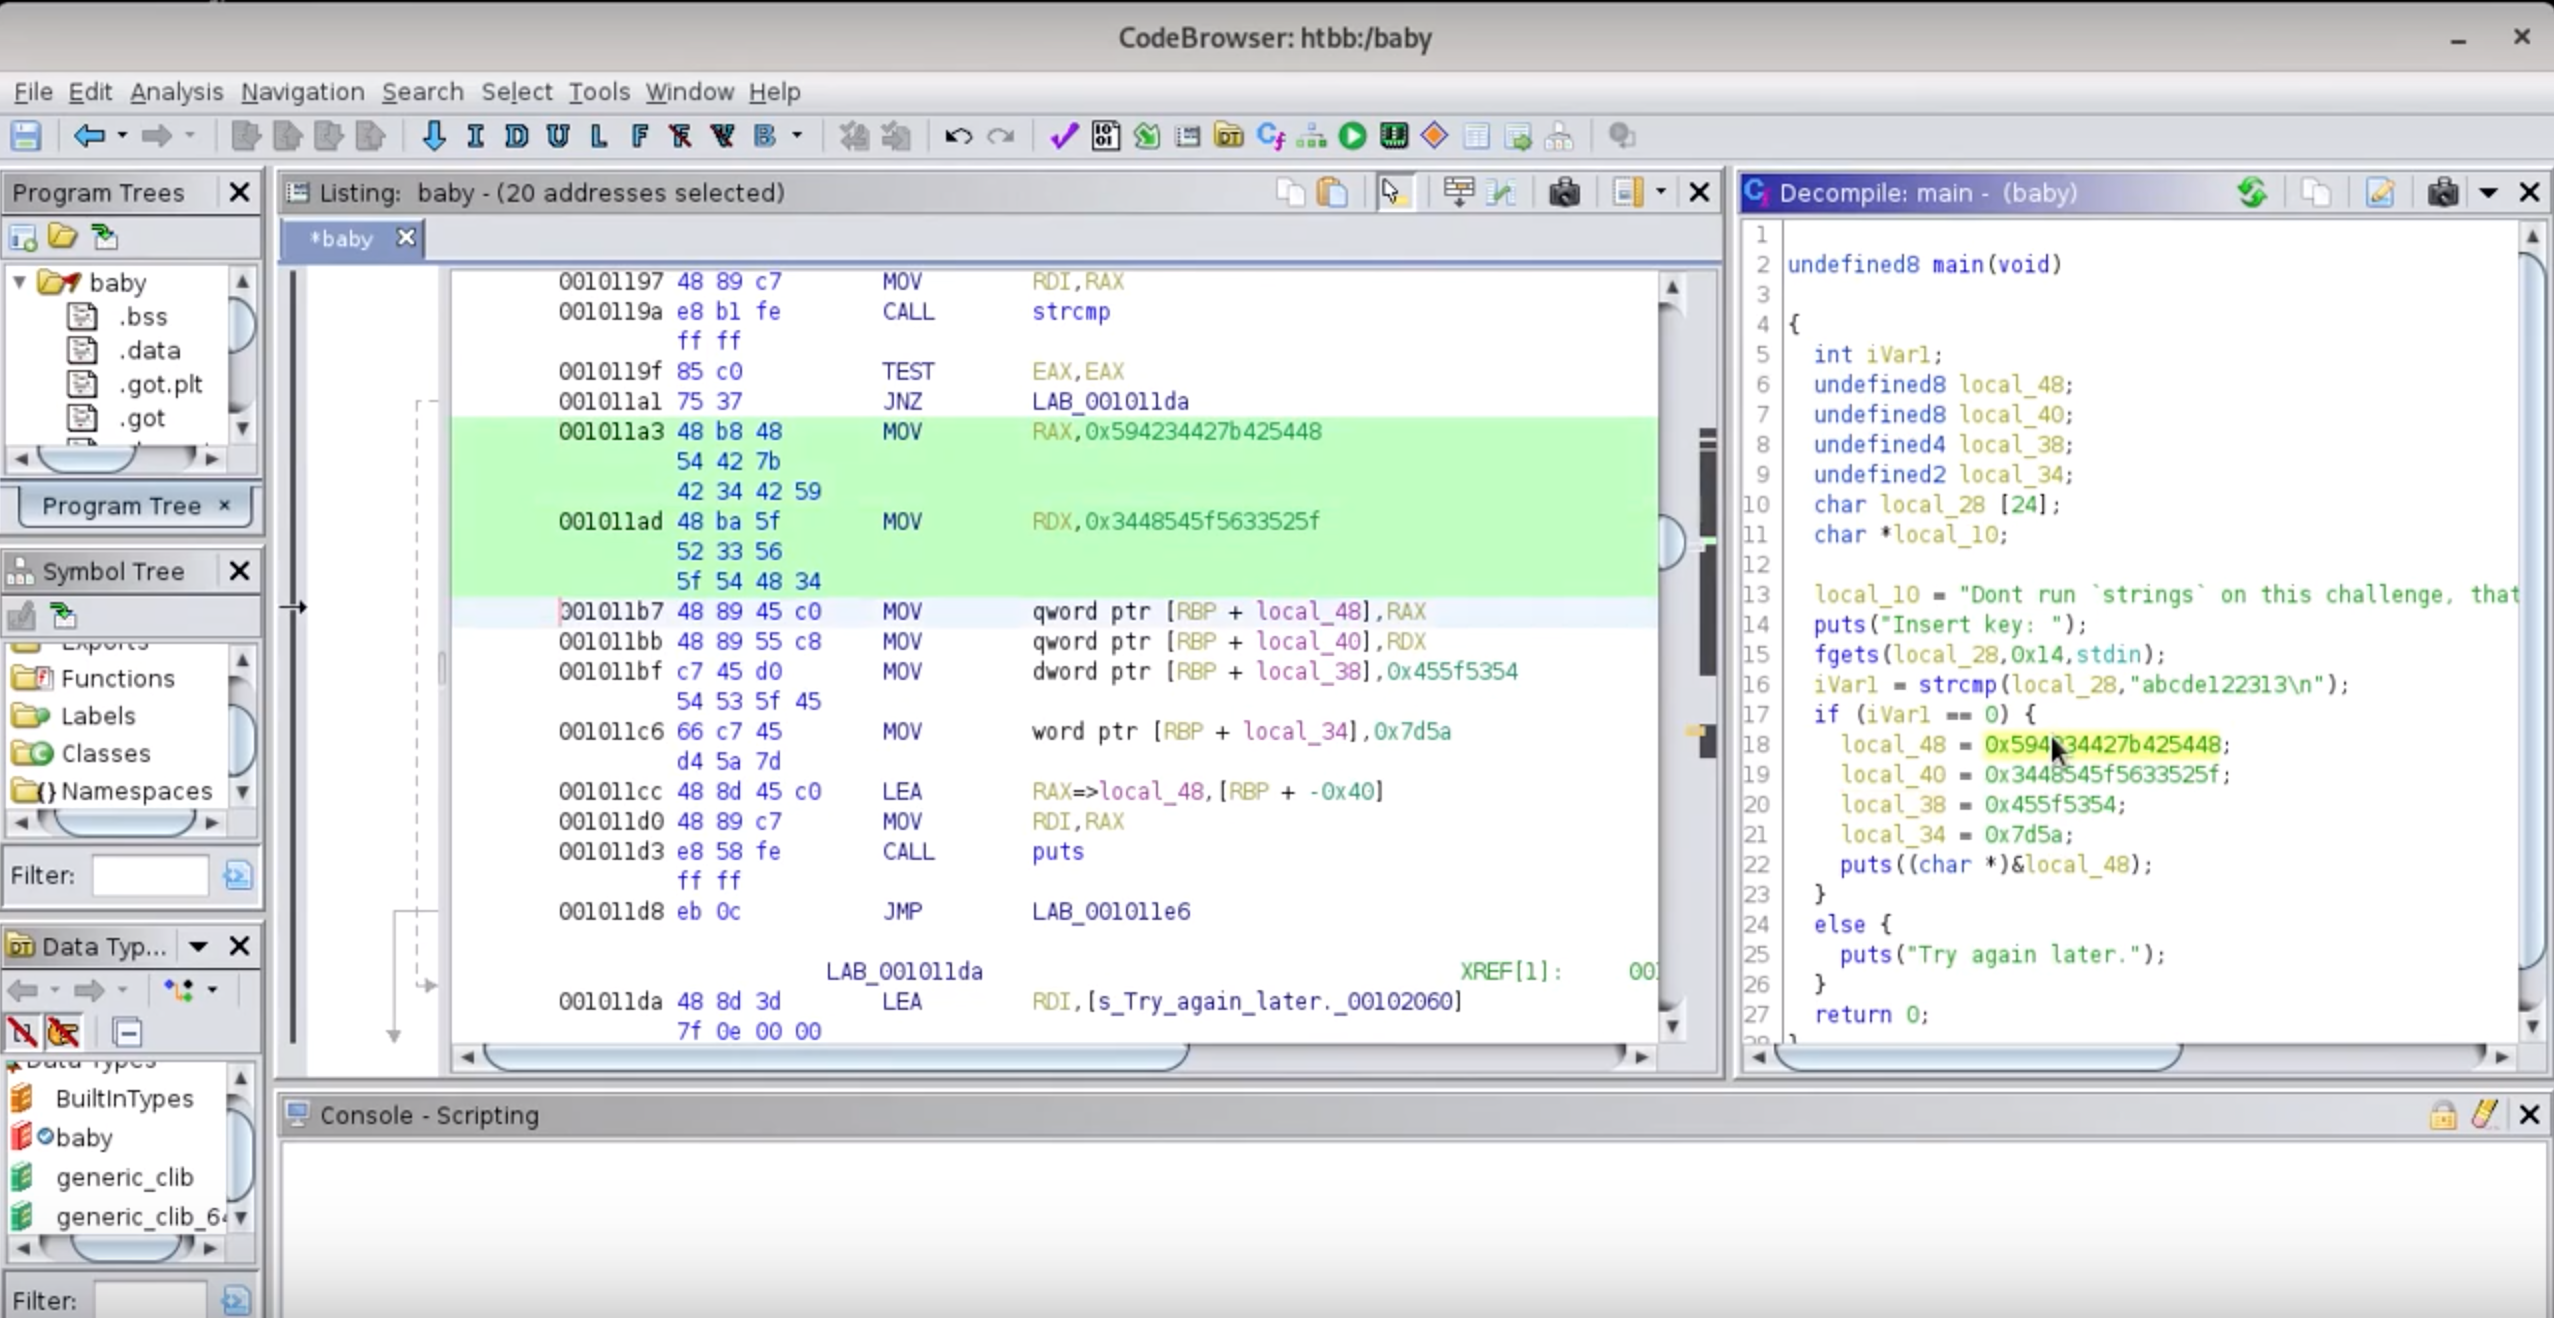 CodeBrowser: htbb:/baby
File Edit Analysis Navigation Search Select Tools Window Help
I D U L F B
Program Trees
baby
.bss
.data
.got.plt
.got
Program Tree ×
Symbol Tree
Exports
Functions
Labels
Classes
Namespaces
Filter:
Data Typ...
Data Types
BuiltInTypes
baby
generic_clib
generic_clib_64
Filter:
Listing: baby - (20 addresses selected)
*baby
00101197 48 89 c7 MOV RDI,RAX
0010119a e8 b1 fe CALL strcmp
ff ff
0010119f 85 c0 TEST EAX,EAX
001011a1 75 37 JNZ LAB_001011da
001011a3 48 b8 48 MOV RAX,0x594234427b425448
54 42 7b
42 34 42 59
001011ad 48 ba 5f MOV RDX,0x3448545f5633525f
52 33 56
5f 54 48 34
001011b7 48 89 45 c0 MOV qword ptr [RBP + local_48],RAX
001011bb 48 89 55 c8 MOV qword ptr [RBP + local_40],RDX
001011bf c7 45 d0 MOV dword ptr [RBP + local_38],0x455f5354
54 53 5f 45
001011c6 66 c7 45 MOV word ptr [RBP + local_34],0x7d5a
d4 5a 7d
001011cc 48 8d 45 c0 LEA RAX=>local_48,[RBP + -0x40]
001011d0 48 89 c7 MOV RDI,RAX
001011d3 e8 58 fe CALL puts
ff ff
001011d8 eb 0c JMP LAB_001011e6
LAB_001011da XREF[1]: 00
001011da 48 8d 3d LEA RDI,[s_Try_again_later._00102060]
7f 0e 00 00
Decompile: main - (baby)
1
2 undefined8 main(void)
3
4 {
5 int iVar1;
6 undefined8 local_48;
7 undefined8 local_40;
8 undefined4 local_38;
9 undefined2 local_34;
10 char local_28 [24];
11 char *local_10;
12
13 local_10 = "Dont run `strings` on this challenge, that
14 puts("Insert key: ");
15 fgets(local_28,0x14,stdin);
16 iVar1 = strcmp(local_28,"abcde122313\n");
17 if (iVar1 == 0) {
18 local_48 = 0x594234427b425448;
19 local_40 = 0x3448545f5633525f;
20 local_38 = 0x455f5354;
21 local_34 = 0x7d5a;
22 puts((char *)&local_48);
23 }
24 else {
25 puts("Try again later.");
26 }
27 return 0;
28 }
Console - Scripting